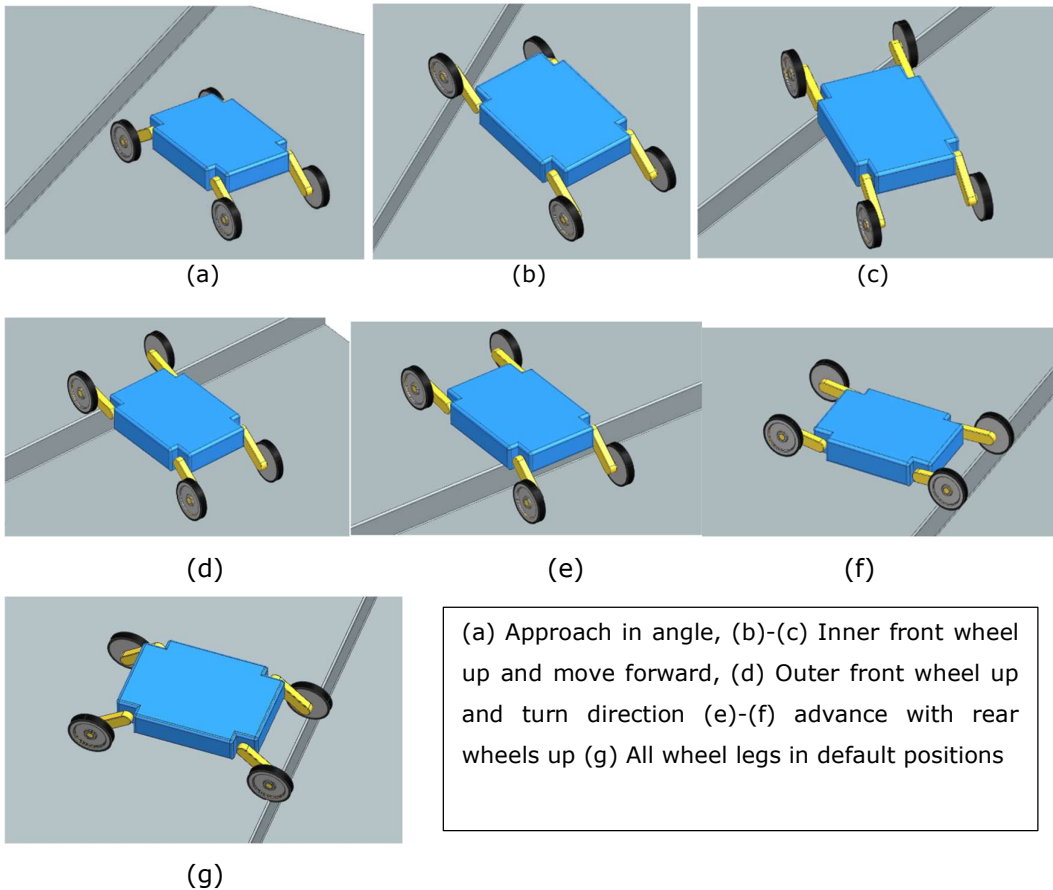 (a)
(b)
(c)
(d)
(e)
(f)
(g)
(a) Approach in angle, (b)-(c) Inner front wheel
up and move forward, (d) Outer front wheel up
and turn direction (e)-(f) advance with rear
wheels up (g) All wheel legs in default positions